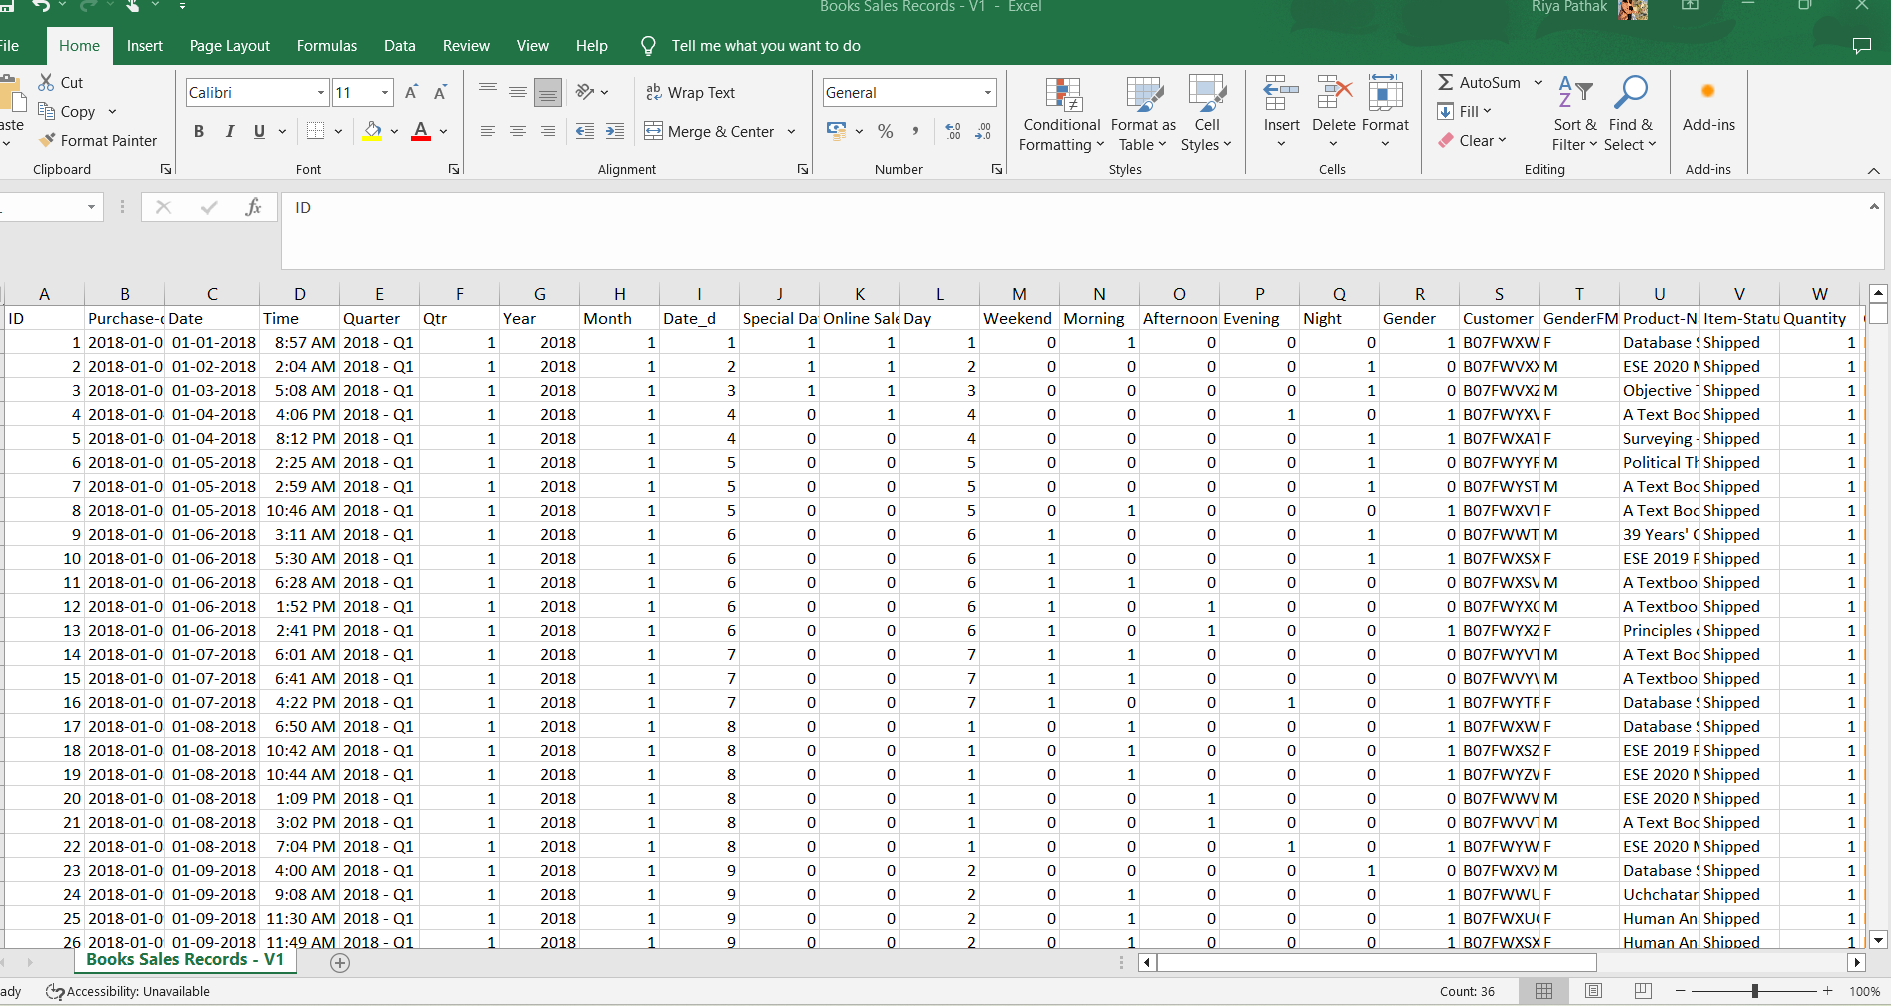 Books Sales Records - V1 - Excel Riya Pathak
File Home Insert Page Layout Formulas Data Review View Help Tell me what you want to do
Cut Calibri 11 Wrap Text General AutoSum
Copy Conditional Format as Cell Insert Delete Format Fill Sort & Find & Add-ins
Format Painter B I U Merge & Center % Formatting Table Styles Clear Filter Select
Clipboard Font Alignment Number Styles Cells Editing Add-ins
fx ID
A B C D E F G H I J K L M N O P Q R S T U V W
ID Purchase-d Date Time Quarter Qtr Year Month Date_d Special Da Online Sale Day Weekend Morning Afternoon Evening Night Gender Customer GenderFM Product-N Item-Statu Quantity
1 2018-01-0 01-01-2018 8:57 AM 2018 - Q1 1 2018 1 1 1 1 1 0 1 0 0 0 1 B07FWXW F Database Shipped 1
2 2018-01-0 01-02-2018 2:04 AM 2018 - Q1 1 2018 1 2 1 1 2 0 0 0 0 1 0 B07FWVX M ESE 2020 Shipped 1
3 2018-01-0 01-03-2018 5:08 AM 2018 - Q1 1 2018 1 3 1 1 3 0 0 0 0 1 0 B07FWVXZ M Objective Shipped 1
4 2018-01-0 01-04-2018 4:06 PM 2018 - Q1 1 2018 1 4 0 1 4 0 0 0 1 0 1 B07FWYXV F A Text Boo Shipped 1
5 2018-01-0 01-04-2018 8:12 PM 2018 - Q1 1 2018 1 4 0 0 4 0 0 0 0 1 1 B07FWXAT F Surveying - Shipped 1
6 2018-01-0 01-05-2018 2:25 AM 2018 - Q1 1 2018 1 5 0 0 5 0 0 0 0 1 0 B07FWYYF M Political Th Shipped 1
7 2018-01-0 01-05-2018 2:59 AM 2018 - Q1 1 2018 1 5 0 0 5 0 0 0 0 1 0 B07FWYST M A Text Boo Shipped 1
8 2018-01-0 01-05-2018 10:46 AM 2018 - Q1 1 2018 1 5 0 0 5 0 1 0 0 0 1 B07FWXVT F A Text Boo Shipped 1
9 2018-01-0 01-06-2018 3:11 AM 2018 - Q1 1 2018 1 6 0 0 6 1 0 0 0 1 0 B07FWWT M 39 Years' Shipped 1
10 2018-01-0 01-06-2018 5:30 AM 2018 - Q1 1 2018 1 6 0 0 6 1 0 0 0 1 1 B07FWXSX F ESE 2019 Shipped 1
11 2018-01-0 01-06-2018 6:28 AM 2018 - Q1 1 2018 1 6 0 0 6 1 1 0 0 0 0 B07FWXSV M A Textboo Shipped 1
12 2018-01-0 01-06-2018 1:52 PM 2018 - Q1 1 2018 1 6 0 0 6 1 0 1 0 0 0 B07FWYX M A Textboo Shipped 1
13 2018-01-0 01-06-2018 2:41 PM 2018 - Q1 1 2018 1 6 0 0 6 1 0 1 0 0 1 B07FWYXZ F Principles Shipped 1
14 2018-01-0 01-07-2018 6:01 AM 2018 - Q1 1 2018 1 7 0 0 7 1 1 0 0 0 0 B07FWYVT M A Text Boo Shipped 1
15 2018-01-0 01-07-2018 6:41 AM 2018 - Q1 1 2018 1 7 0 0 7 1 1 0 0 0 0 B07FWVYV M A Textboo Shipped 1
16 2018-01-0 01-07-2018 4:22 PM 2018 - Q1 1 2018 1 7 0 0 7 1 0 0 1 0 1 B07FWYTF F Database Shipped 1
17 2018-01-0 01-08-2018 6:50 AM 2018 - Q1 1 2018 1 8 0 0 1 0 1 0 0 0 1 B07FWXW F Database Shipped 1
18 2018-01-0 01-08-2018 10:42 AM 2018 - Q1 1 2018 1 8 0 0 1 0 1 0 0 0 1 B07FWXSZ F ESE 2019 Shipped 1
19 2018-01-0 01-08-2018 10:44 AM 2018 - Q1 1 2018 1 8 0 0 1 0 1 0 0 0 1 B07FWYZ F ESE 2020 Shipped 1
20 2018-01-0 01-08-2018 1:09 PM 2018 - Q1 1 2018 1 8 0 0 1 0 0 1 0 0 0 B07FWW M ESE 2020 Shipped 1
21 2018-01-0 01-08-2018 3:02 PM 2018 - Q1 1 2018 1 8 0 0 1 0 0 1 0 0 0 B07FWVVT M A Text Boo Shipped 1
22 2018-01-0 01-08-2018 7:04 PM 2018 - Q1 1 2018 1 8 0 0 1 0 0 0 1 0 1 B07FWYW F ESE 2020 Shipped 1
23 2018-01-0 01-09-2018 4:00 AM 2018 - Q1 1 2018 1 9 0 0 2 0 0 0 0 1 0 B07FWXV M Database Shipped 1
24 2018-01-0 01-09-2018 9:08 AM 2018 - Q1 1 2018 1 9 0 0 2 0 1 0 0 0 1 B07FWWU F Uchchatar Shipped 1
25 2018-01-0 01-09-2018 11:30 AM 2018 - Q1 1 2018 1 9 0 0 2 0 1 0 0 0 1 B07FWXU F Human An Shipped 1
26 2018-01-0 01-09-2018 11:49 AM 2018 - Q1 1 2018 1 9 0 0 2 0 1 0 0 0 1 B07FWXSX F Human An Shipped 1
Books Sales Records - V1
Accessibility: Unavailable Count: 36 100%